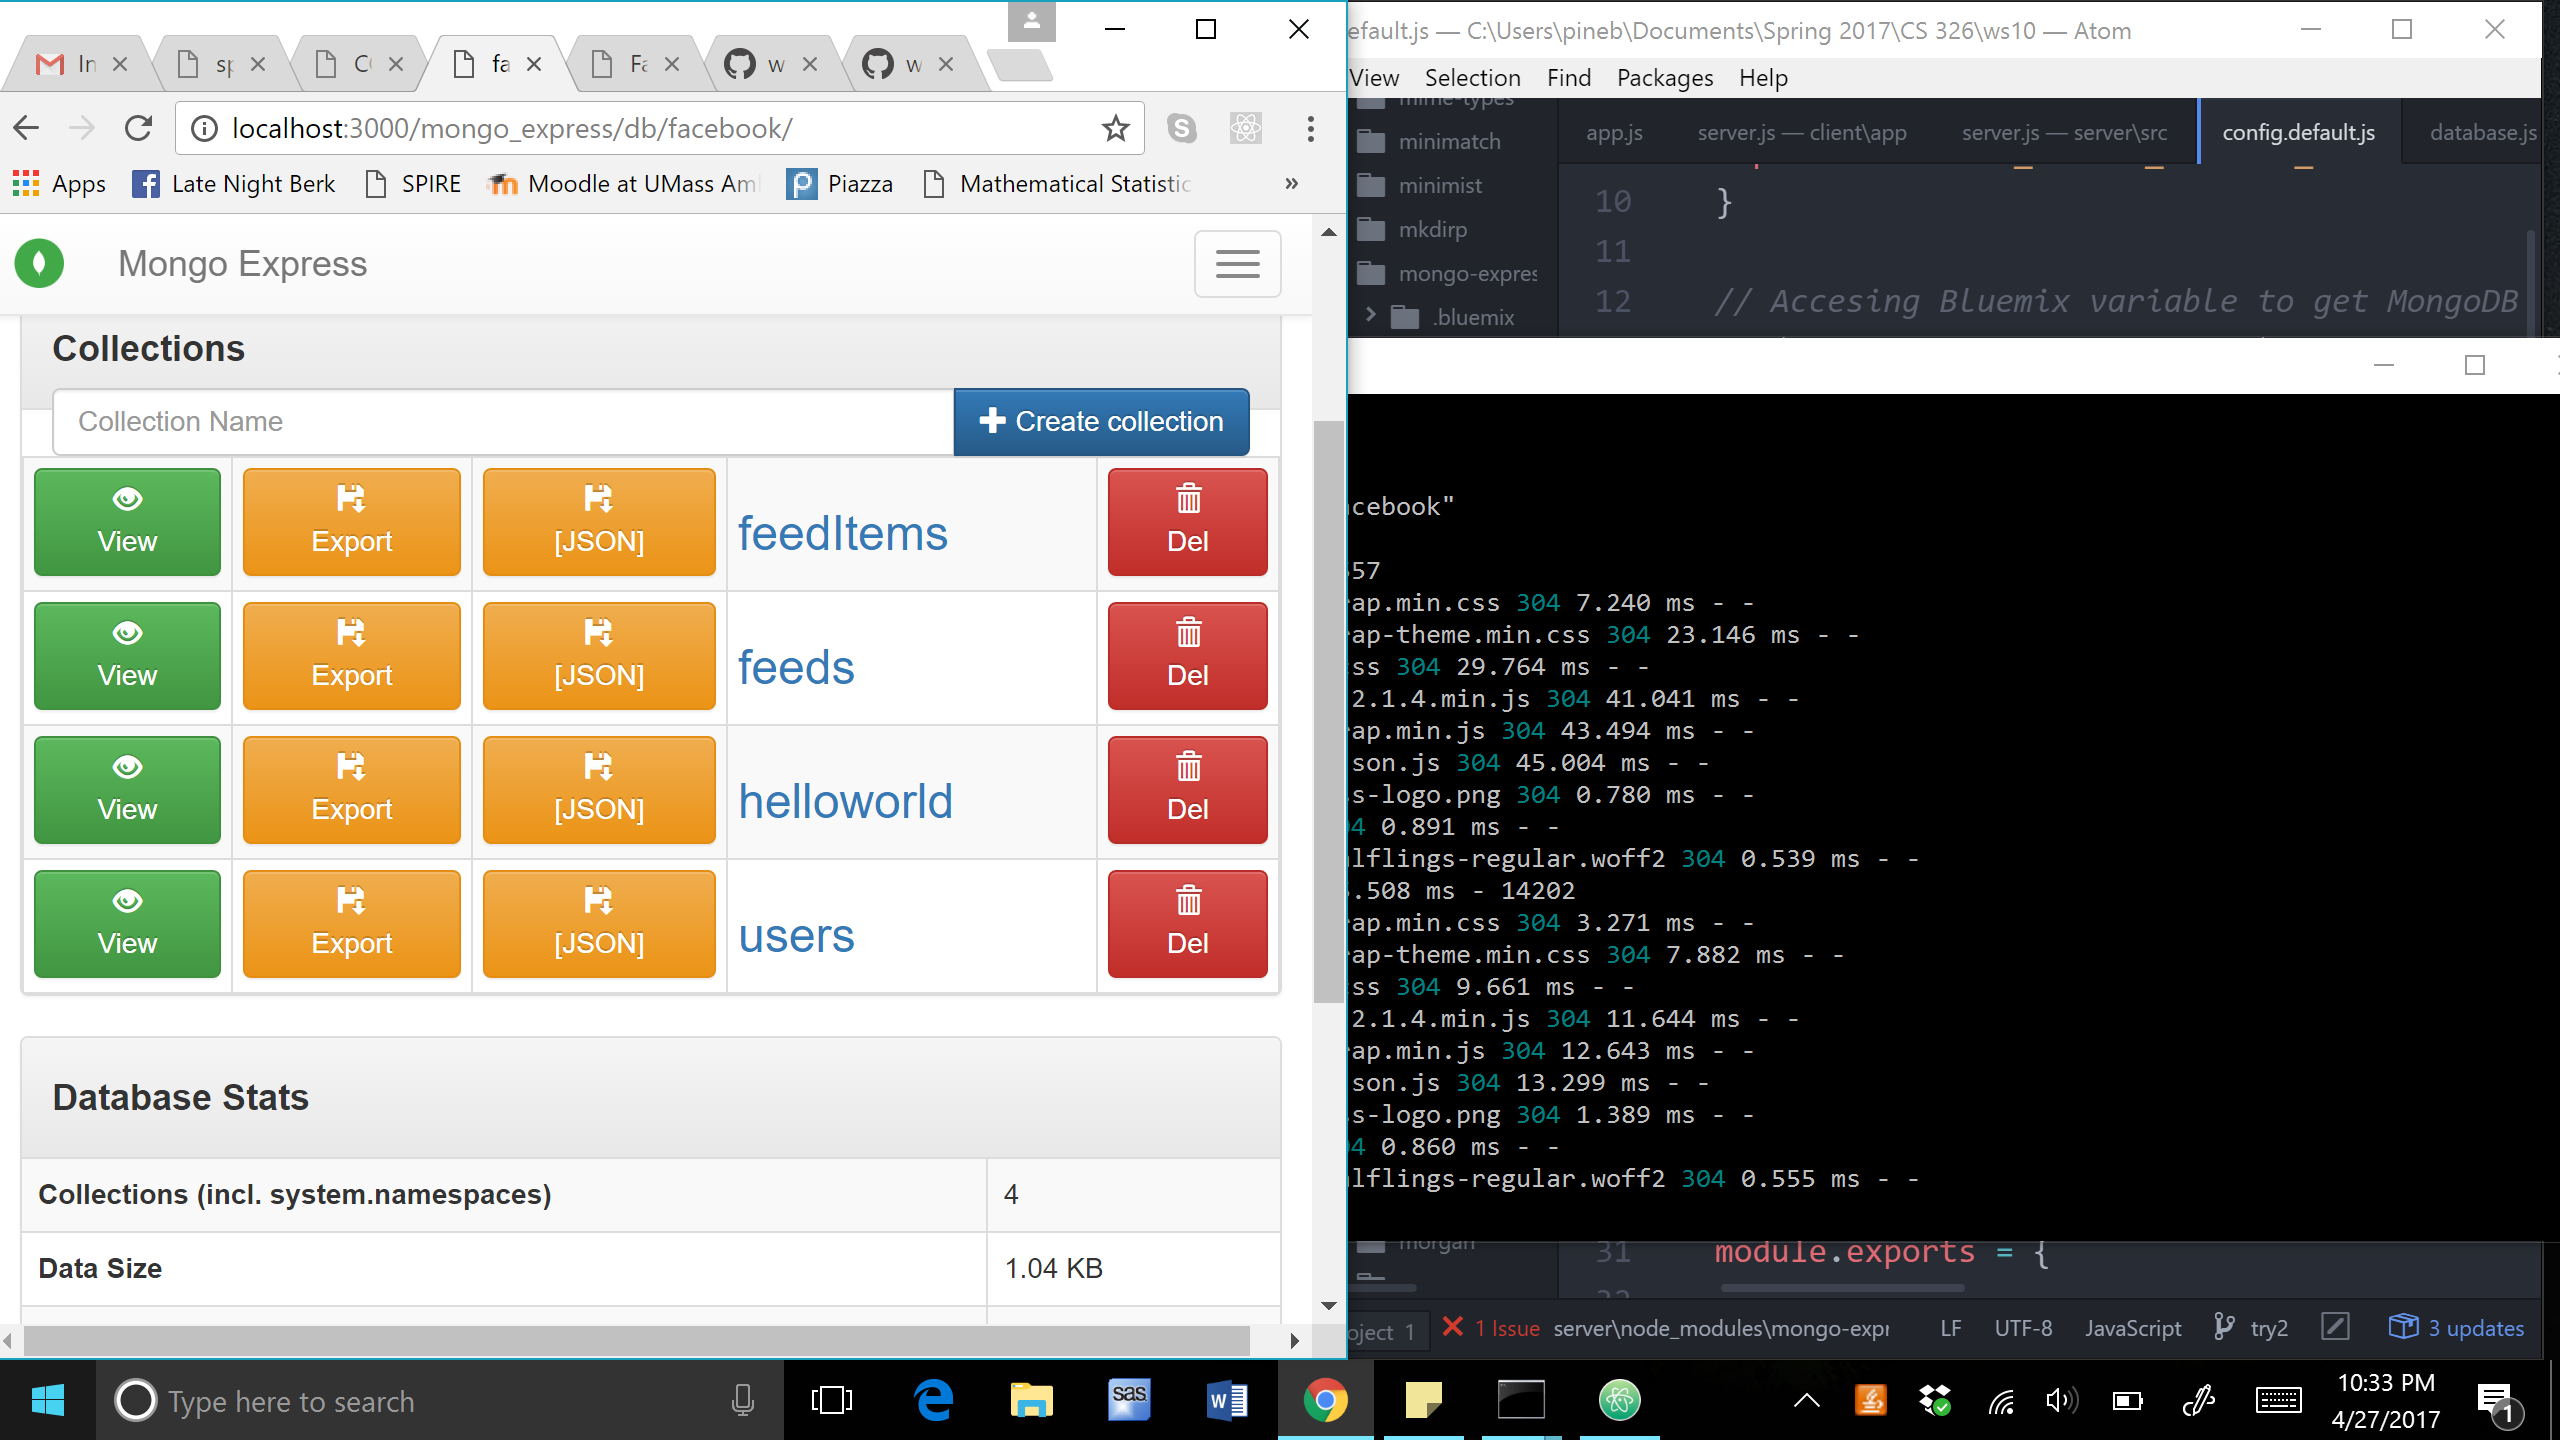 In
sp
C
fa
Fa
w
w
localhost:3000/mongo_express/db/facebook/
Apps
Late Night Berk
SPIRE
Moodle at UMass Am
Piazza
Mathematical Statistic
»
Mongo Express
Collections
Collection Name
Create collection
View Export [JSON] feedItems Del
View Export [JSON] feeds Del
View Export [JSON] helloworld Del
View Export [JSON] users Del
Database Stats
Collections (incl. system.namespaces) 4
Data Size 1.04 KB
efault.js — C:\Users\pineb\Documents\Spring 2017\CS 326\ws10 — Atom
View Selection Find Packages Help
mime-types
minimatch
minimist
mkdirp
mongo-expres
.bluemix
app.js
server.js — client\app
server.js — server\src
config.default.js
database.js
10 }
11
12 // Accesing Bluemix variable to get MongoDB
cebook"
57
ap.min.css 304 7.240 ms - -
ap-theme.min.css 304 23.146 ms - -
ss 304 29.764 ms - -
2.1.4.min.js 304 41.041 ms - -
ap.min.js 304 43.494 ms - -
son.js 304 45.004 ms - -
s-logo.png 304 0.780 ms - -
4 0.891 ms - -
lflings-regular.woff2 304 0.539 ms - -
.508 ms - 14202
ap.min.css 304 3.271 ms - -
ap-theme.min.css 304 7.882 ms - -
ss 304 9.661 ms - -
2.1.4.min.js 304 11.644 ms - -
ap.min.js 304 12.643 ms - -
son.js 304 13.299 ms - -
s-logo.png 304 1.389 ms - -
4 0.860 ms - -
lflings-regular.woff2 304 0.555 ms - -
morgan
31 module.exports = {
32
oject 1
1 Issue server\node_modules\mongo-expr
LF UTF-8 JavaScript try2 3 updates
Type here to search
sas
W
10:33 PM
4/27/2017
1